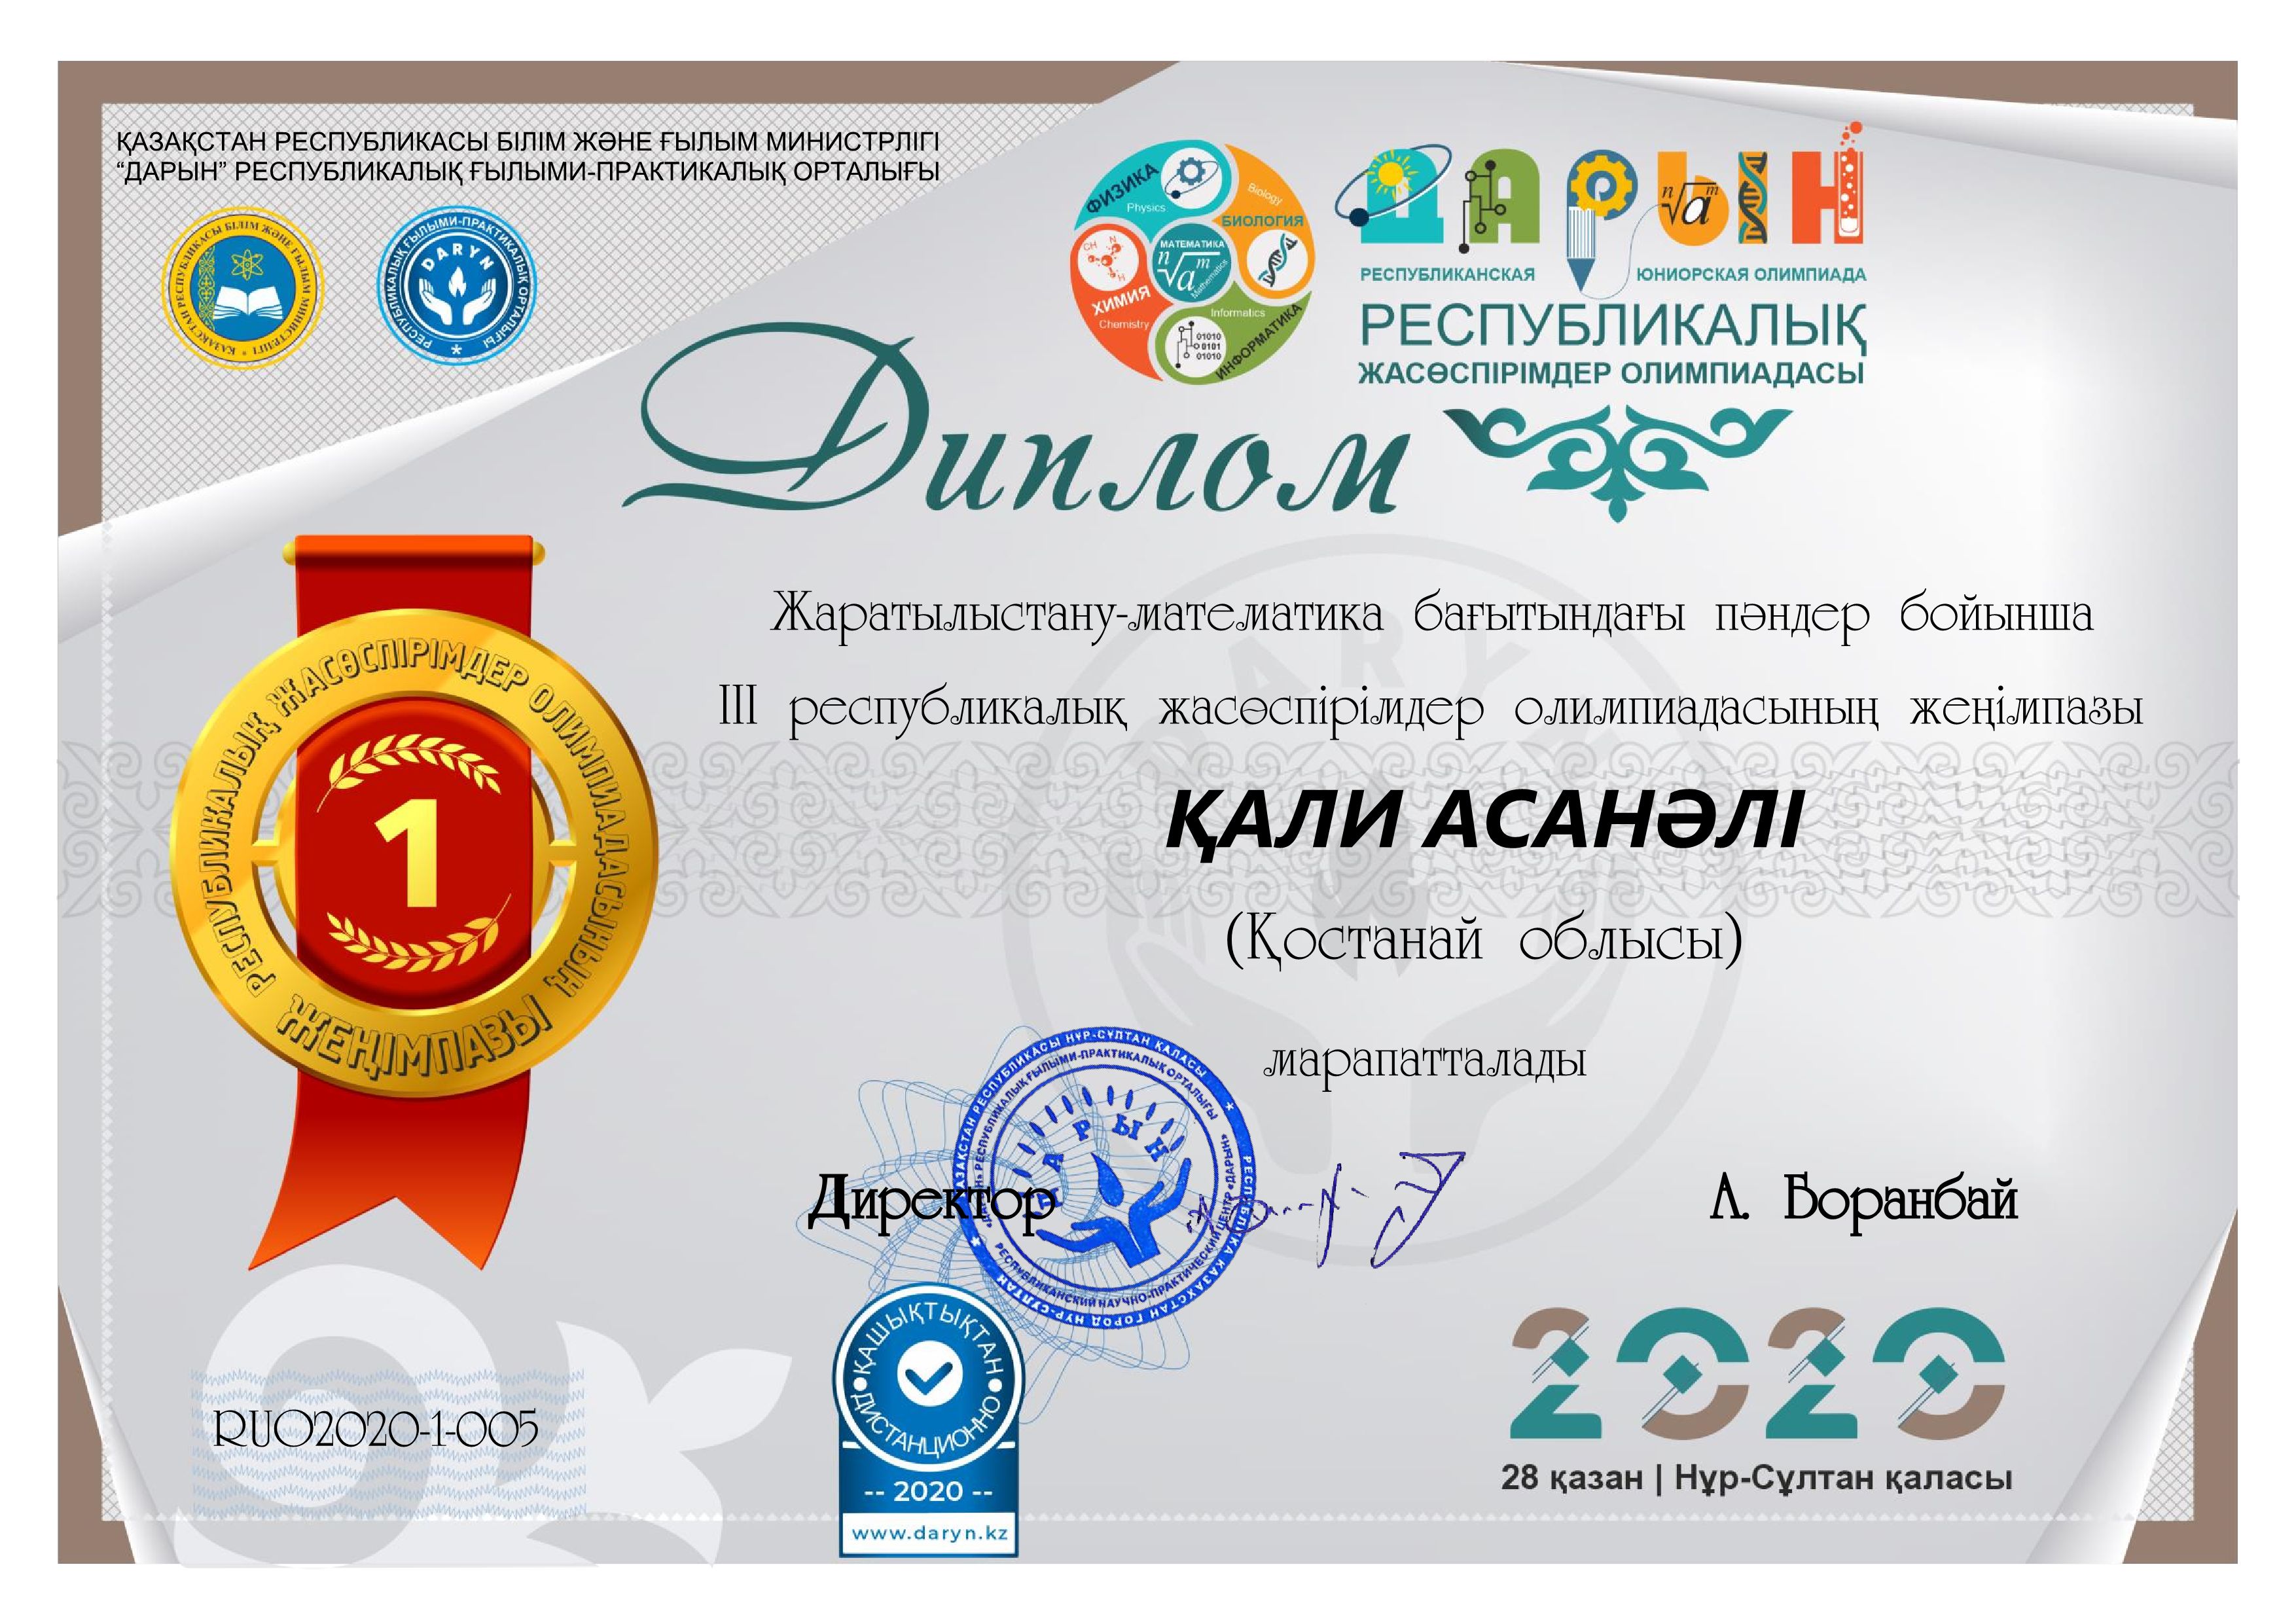 ҚАЗАҚСТАН РЕСПУБЛИКАСЫ БІЛІМ ЖӘНЕ ҒЫЛЫМ МИНИСТРЛІГІ
“ДАРЫН” РЕСПУБЛИКАЛЫҚ ҒЫЛЫМИ-ПРАКТИКАЛЫҚ ОРТАЛЫҒЫ
ҚАЗАҚСТАН РЕСПУБЛИКАСЫ БІЛІМ ЖӘНЕ ҒЫЛЫМ МИНИСТРЛІГІ
РЕСПУБЛИКАЛЫҚ ҒЫЛЫМИ-ПРАКТИКАЛЫҚ ОРТАЛЫҒЫ
DARYN
ФИЗИКА
Physics
Biology
БИОЛОГИЯ
МАТЕМАТИКА
Mathematics
ХИМИЯ
Chemistry
Informatics
ИНФОРМАТИКА
CH N H
01010
0101
01010
ДАРЫН
РЕСПУБЛИКАНСКАЯ ЮНИОРСКАЯ ОЛИМПИАДА
РЕСПУБЛИКАЛЫҚ
ЖАСӨСПІРІМДЕР ОЛИМПИАДАСЫ
Диплом
Жаратылыстану-математика бағытындағы пәндер бойынша
III республикалық жасөспірімдер олимпиадасының жеңімпазы
ҚАЛИ АСАНӘЛІ
(Қостанай облысы)
марапатталады
РЕСПУБЛИКАЛЫҚ ЖАСӨСПІРІМДЕР ОЛИМПИАДАСЫНЫҢ
1
ЖЕҢІМПАЗЫ
DARY
Директор
А. Боранбай
ҚАЗАҚСТАН РЕСПУБЛИКАСЫ НҰР-СҰЛТАН ҚАЛАСЫ
РЕСПУБЛИКА КАЗАХСТАН ГОРОД НУР-СУЛТАН
«ДАРЫН» РЕСПУБЛИКАЛЫҚ ҒЫЛЫМИ-ПРАКТИКАЛЫҚ ОРТАЛЫҒЫ
РЕСПУБЛИКАНСКИЙ НАУЧНО-ПРАКТИЧЕСКИЙ ЦЕНТР «ДАРЫН»
ДАРЫН
ҚАШЫҚТЫҚТАН
ДИСТАНЦИОННО
-- 2020 --
www.daryn.kz
RUO2020-1-005
2020
28 қазан | Нұр-Сұлтан қаласы